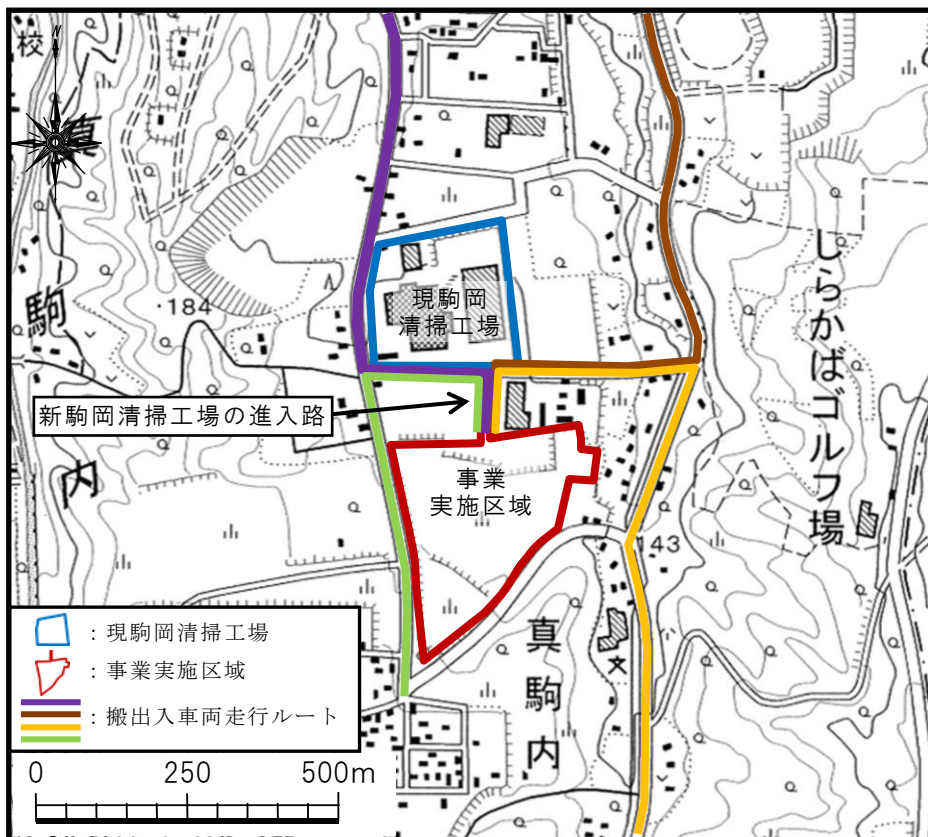 校
真
駒
内
・184
現駒岡
清掃工場
しらかばゴルフ場
新駒岡清掃工場の進入路
事業
実施区域
143
真
駒
内
：現駒岡清掃工場
：事業実施区域
：搬出入車両走行ルート
0 250 500m